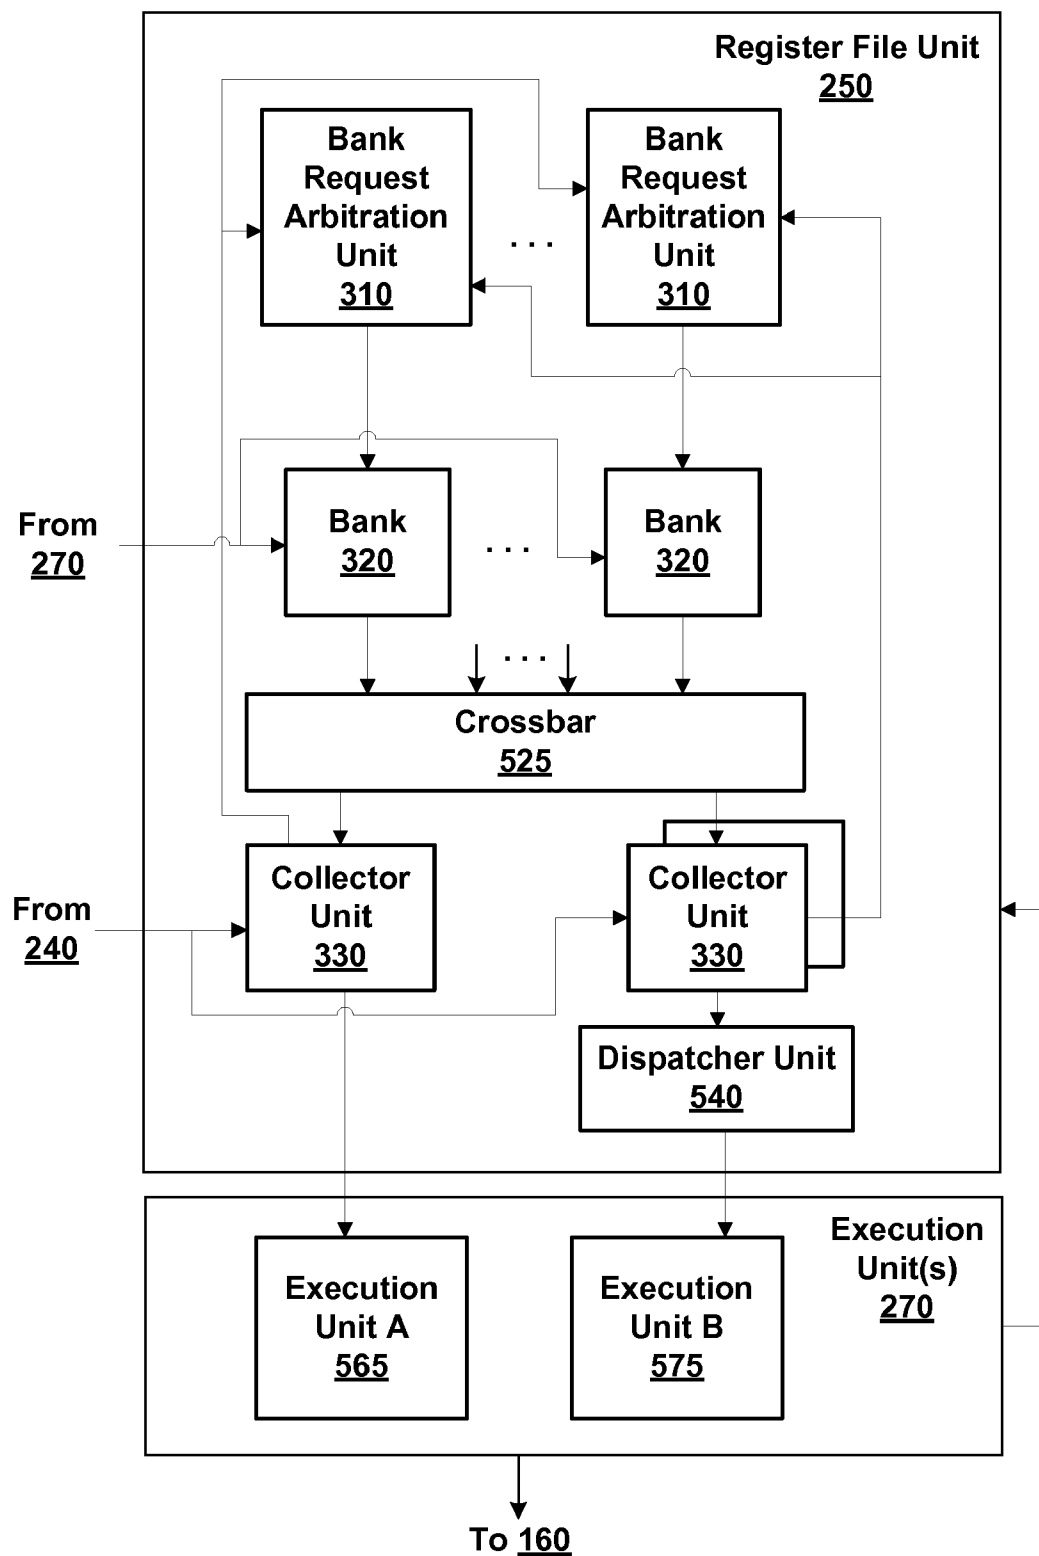 Register File Unit
250
Bank
Request
Arbitration
Unit
310
. . .
Bank
Request
Arbitration
Unit
310
From
270
Bank
320
. . .
Bank
320
. . .
Crossbar
525
From
240
Collector
Unit
330
Collector
Unit
330
Dispatcher Unit
540
Execution
Unit(s)
270
Execution
Unit A
565
Execution
Unit B
575
To 160